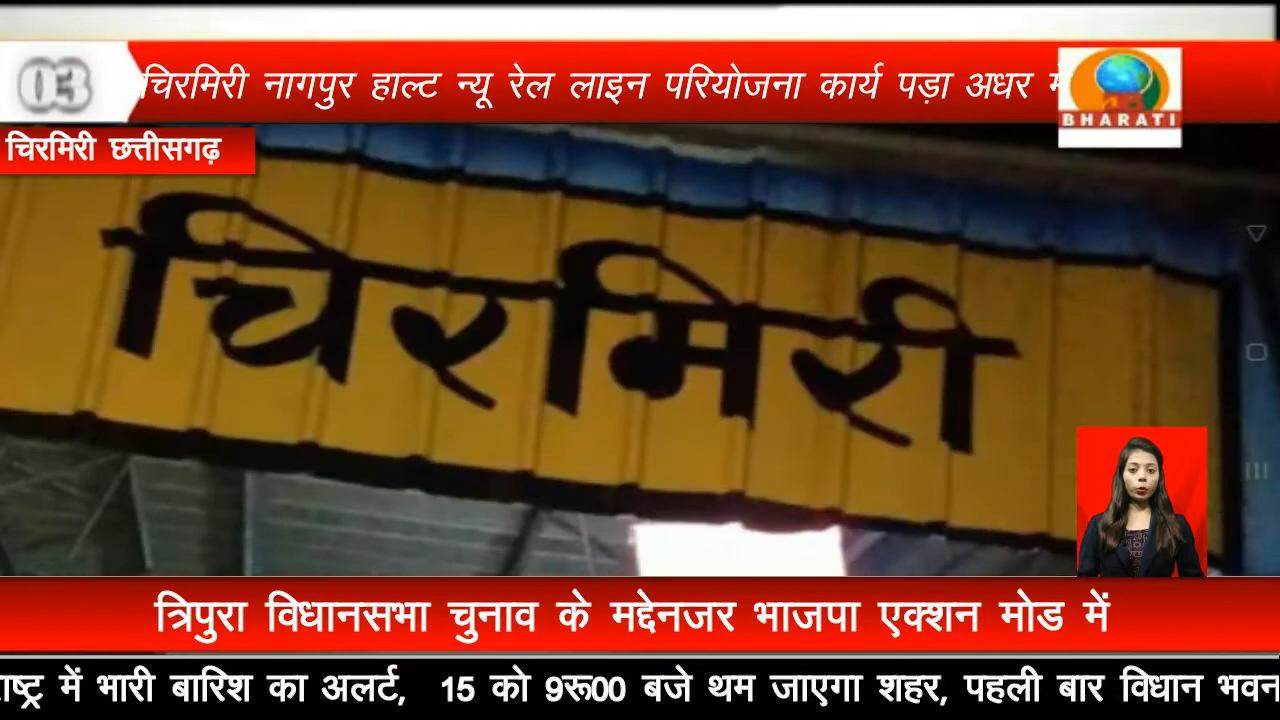 03
चिरमिरी नागपुर हाल्ट न्यू रेल लाइन परियोजना कार्य पड़ा अधर में
BHARATI
चिरमिरी छत्तीसगढ़
चिरमिरी
त्रिपुरा विधानसभा चुनाव के मद्देनजर भाजपा एक्शन मोड में
में भारी बारिश का अलर्ट, 15 को 9रू00 बजे थम जाएगा शहर, पहली बार विधान भवन